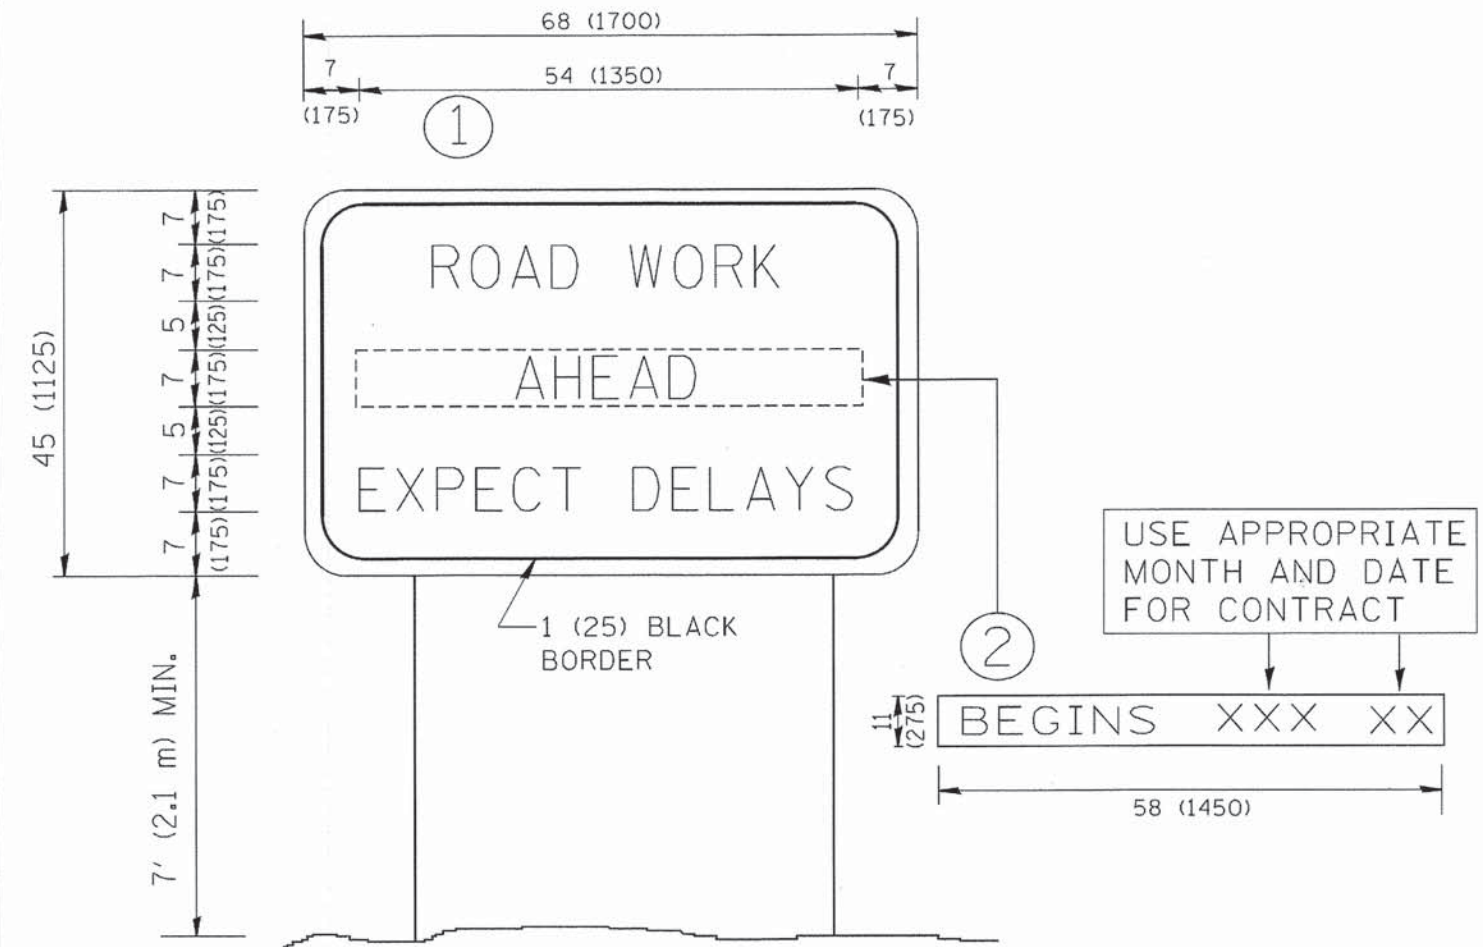 68 (1700)
7
54 (1350)
7
(175)
(175)
1
7
(175)
7
(175)
5
(125)
7
(175)
5
(125)
7
(175)
7
(175)
45 (1125)
ROAD WORK
AHEAD
EXPECT DELAYS
1 (25) BLACK
BORDER
7' (2.1 m) MIN.
2
USE APPROPRIATE
MONTH AND DATE
FOR CONTRACT
11
(275)
BEGINS XXX XX
58 (1450)